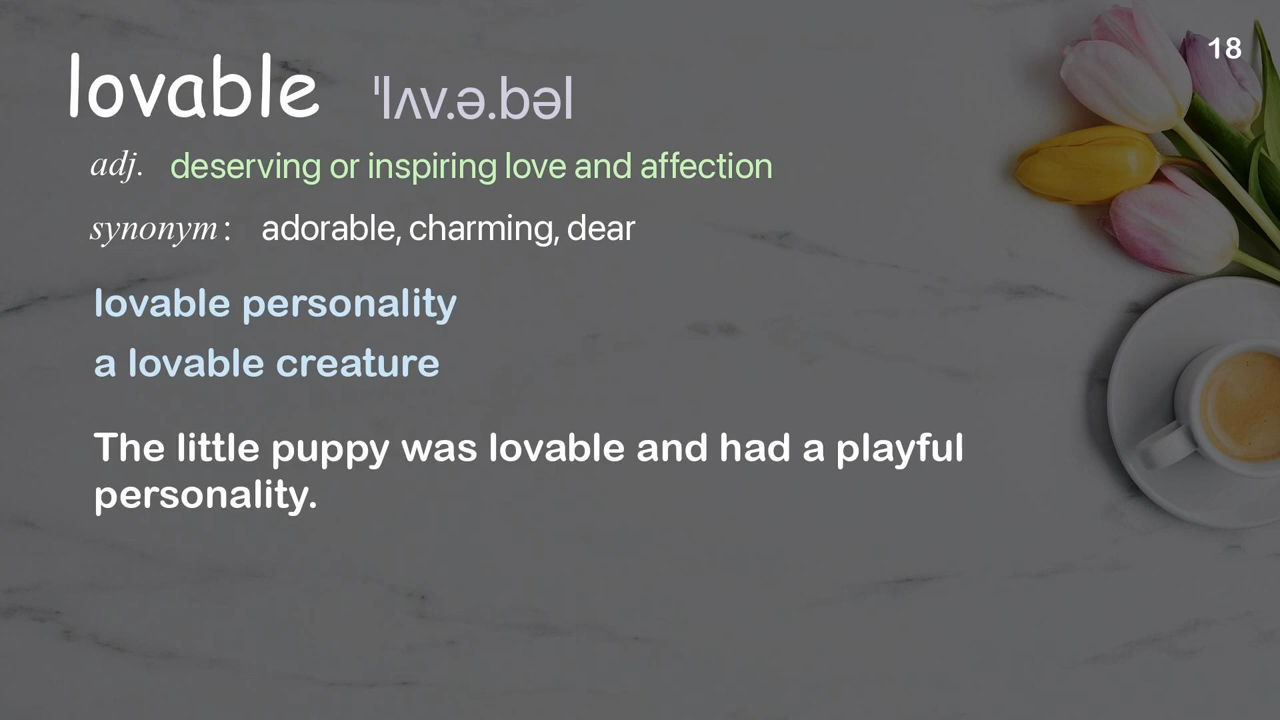 18
lovable ˈlʌv.ə.bəl
adj. deserving or inspiring love and affection
synonym: adorable, charming, dear
lovable personality
a lovable creature
The little puppy was lovable and had a playful
personality.